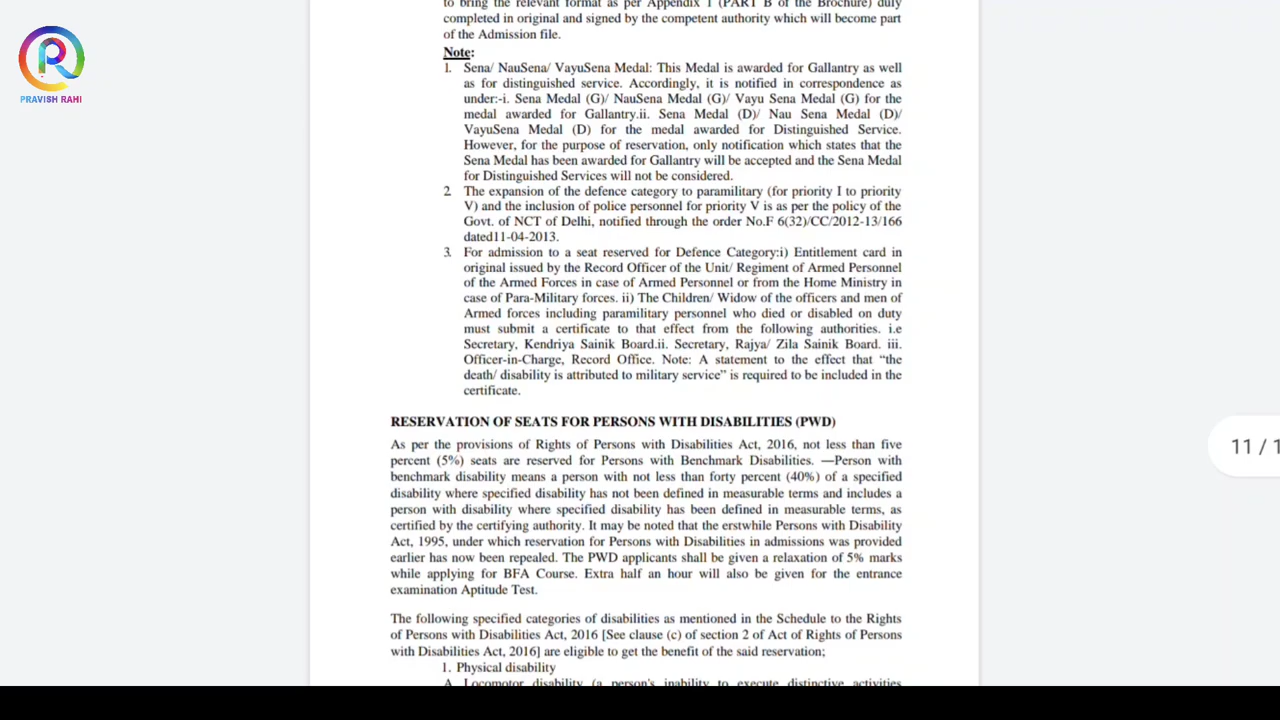 to bring the relevant format as per Appendix 1 (PART B of the Brochure) duly
completed in original and signed by the competent authority which will become part
of the Admission file.
Note:
1. Sena/ NauSena/ VayuSena Medal: This Medal is awarded for Gallantry as well
as for distinguished service. Accordingly, it is notified in correspondence as
under:-i. Sena Medal (G)/ NauSena Medal (G)/ Vayu Sena Medal (G) for the
medal awarded for Gallantry.ii. Sena Medal (D)/ Nau Sena Medal (D)/
VayuSena Medal (D) for the medal awarded for Distinguished Service.
However, for the purpose of reservation, only notification which states that the
Sena Medal has been awarded for Gallantry will be accepted and the Sena Medal
for Distinguished Services will not be considered.
2. The expansion of the defence category to paramilitary (for priority I to priority
V) and the inclusion of police personnel for priority V is as per the policy of the
Govt. of NCT of Delhi, notified through the order No.F 6(32)/CC/2012-13/166
dated11-04-2013.
3. For admission to a seat reserved for Defence Category:i) Entitlement card in
original issued by the Record Officer of the Unit/ Regiment of Armed Personnel
of the Armed Forces in case of Armed Personnel or from the Home Ministry in
case of Para-Military forces. ii) The Children/ Widow of the officers and men of
Armed forces including paramilitary personnel who died or disabled on duty
must submit a certificate to that effect from the following authorities. i.e
Secretary, Kendriya Sainik Board.ii. Secretary, Rajya/ Zila Sainik Board. iii.
Officer-in-Charge, Record Office. Note: A statement to the effect that “the
death/ disability is attributed to military service” is required to be included in the
certificate.
RESERVATION OF SEATS FOR PERSONS WITH DISABILITIES (PWD)
As per the provisions of Rights of Persons with Disabilities Act, 2016, not less than five
percent (5%) seats are reserved for Persons with Benchmark Disabilities. —Person with
benchmark disability means a person with not less than forty percent (40%) of a specified
disability where specified disability has not been defined in measurable terms and includes a
person with disability where specified disability has been defined in measurable terms, as
certified by the certifying authority. It may be noted that the erstwhile Persons with Disability
Act, 1995, under which reservation for Persons with Disabilities in admissions was provided
earlier has now been repealed. The PWD applicants shall be given a relaxation of 5% marks
while applying for BFA Course. Extra half an hour will also be given for the entrance
examination Aptitude Test.
The following specified categories of disabilities as mentioned in the Schedule to the Rights
of Persons with Disabilities Act, 2016 [See clause (c) of section 2 of Act of Rights of Persons
with Disabilities Act, 2016] are eligible to get the benefit of the said reservation;
1. Physical disability
A. Locomotor disability (a person's inability to execute distinctive activities
PRAVISH RAHI
11 / 1